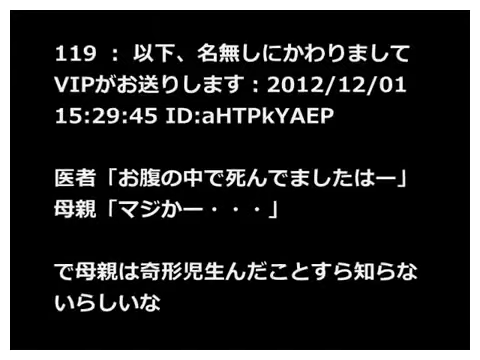 119 : 以下、名無しにかわりまして
VIPがお送りします:2012/12/01
15:29:45 ID:aHTPkYAEP
医者「お腹の中で死んでましたはー」
母親「マジかー・・・」
で母親は奇形児生んだことすら知らな
いらしいな